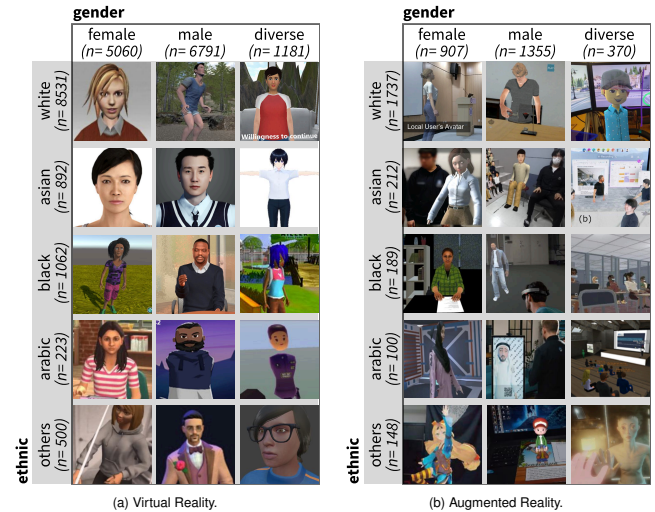 gender
female male diverse
(n= 5060) (n= 6791) (n= 1181)
white
(n= 8531)
Willingness to continue
asian
(n= 892)
black
(n= 1062)
arabic
(n= 223)
others
(n= 500)
ethnic
(a) Virtual Reality.
gender
female male diverse
(n= 907) (n= 1355) (n= 370)
white
(n= 1737)
Local User's Avatar
asian
(n= 212)
(b)
black
(n= 189)
arabic
(n= 100)
others
(n= 148)
ethnic
(b) Augmented Reality.